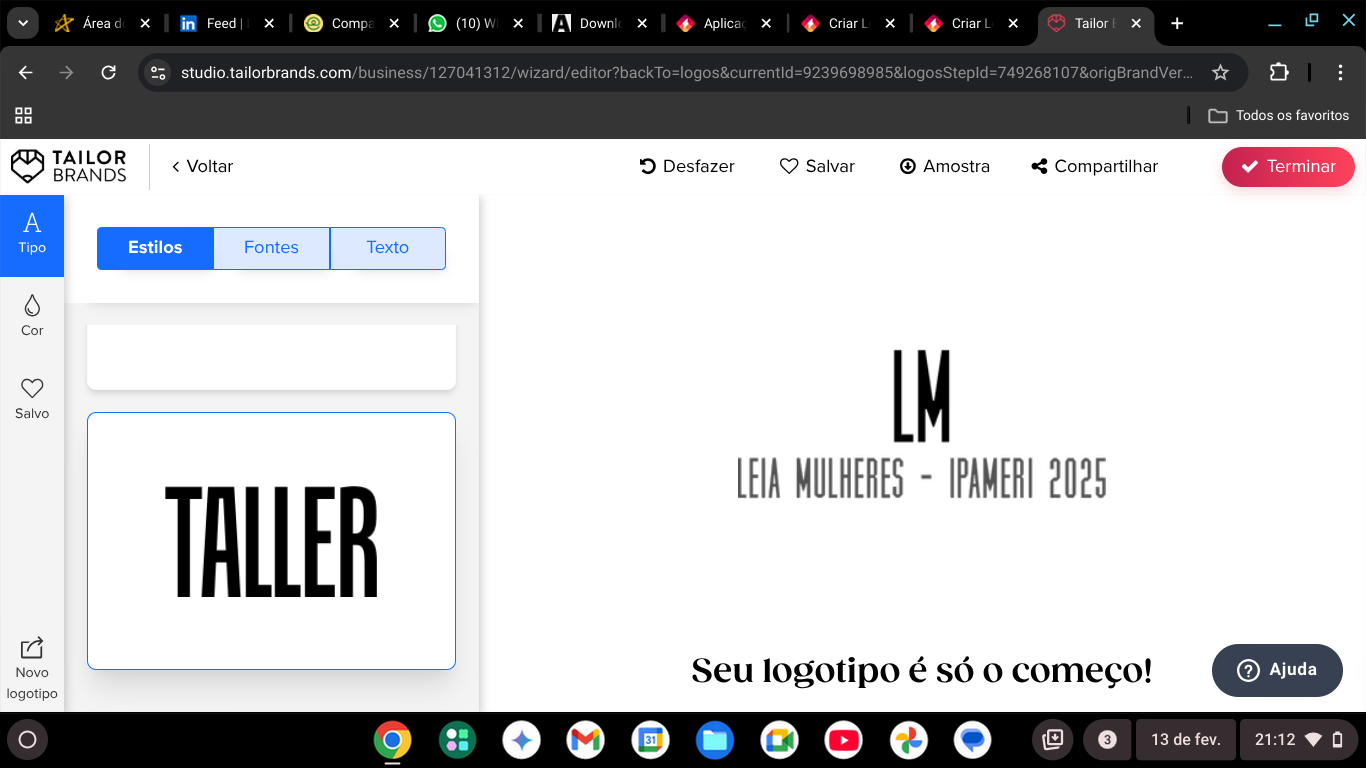 Área de
Feed |
Compa
(10) W
Downlo
Aplicaç
Criar L
Criar L
Tailor B
studio.tailorbrands.com/business/127041312/wizard/editor?backTo=logos&currentId=9239698985&logosStepId=749268107&origBrandVer...
Todos os favoritos
TAILOR
BRANDS
Voltar
Desfazer
Salvar
Amostra
Compartilhar
Terminar
Tipo
Cor
Salvo
Novo
logotipo
Estilos
Fontes
Texto
TALLER
LM
LEIA MULHERES - IPAMERI 2025
Seu logotipo é só o começo!
Ajuda
31
3
13 de fev.
21:12